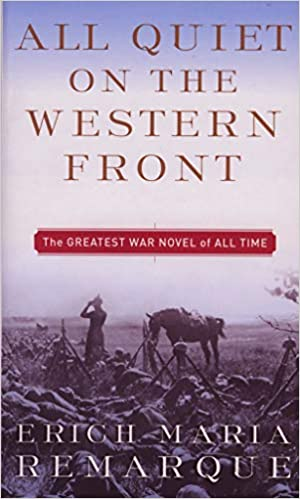 ALL QUIET
ON THE
WESTERN
FRONT
The GREATEST WAR NOVEL of ALL TIME
ERICH MARIA
REMARQUE